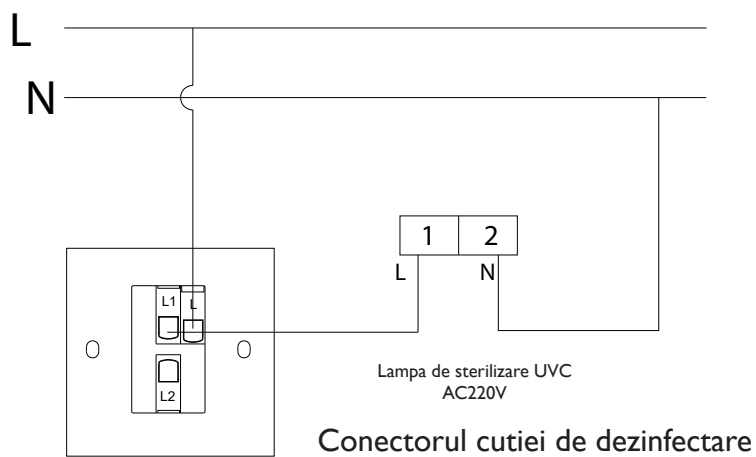 L
N
1 2
L N
L1 L
L2
Lampa de sterilizare UVC
AC220V
Conectorul cutiei de dezinfectare